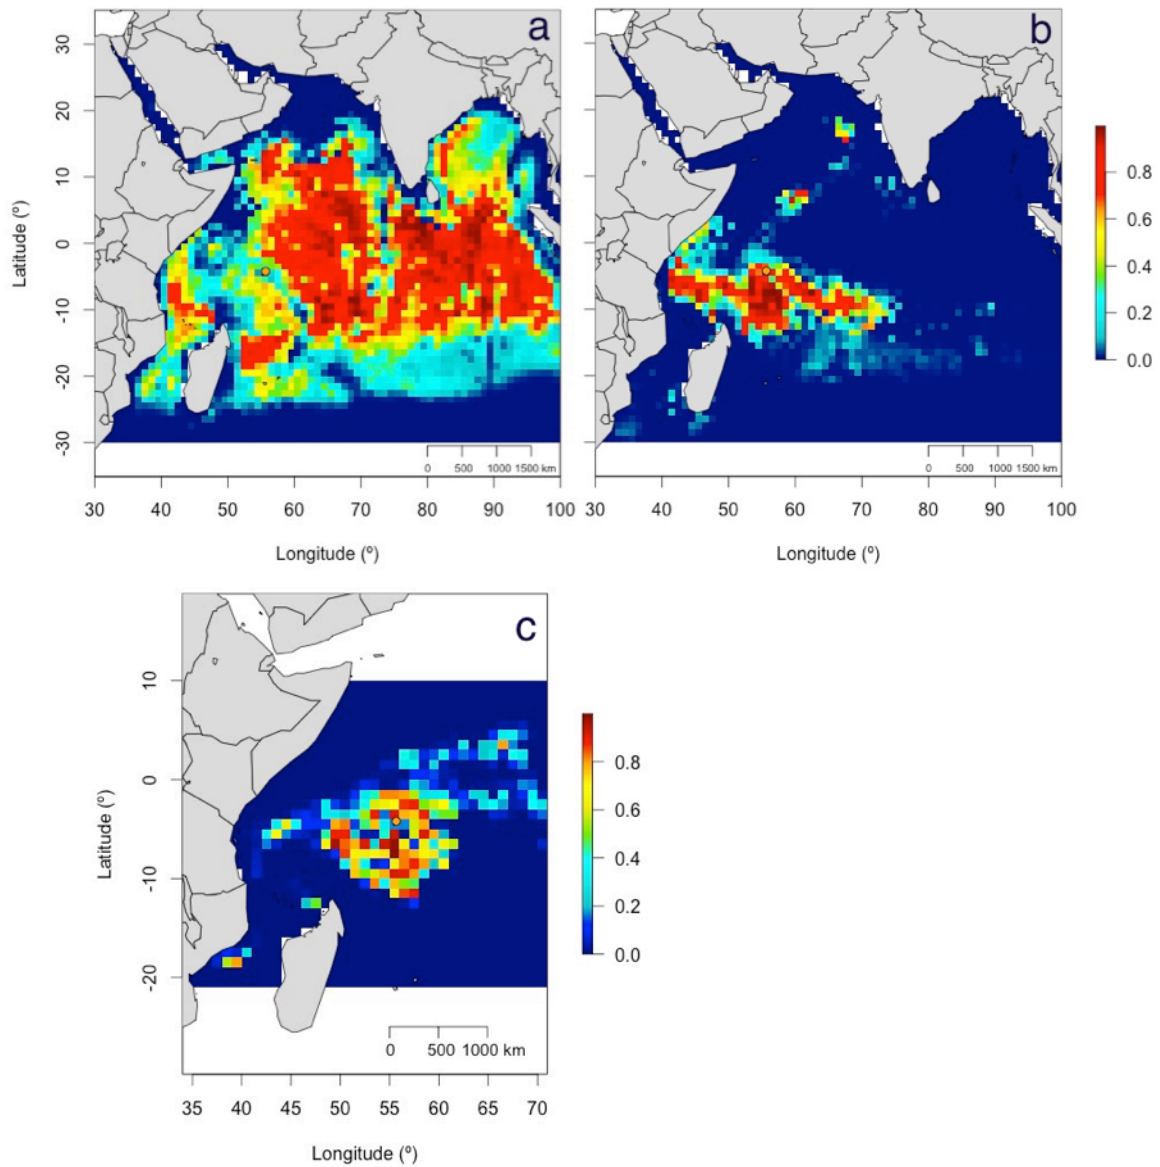 a
b
30
20
10
0
-10
-20
-30
Latitude (º)
0 500 1000 1500 km
0 500 1000 1500 km
30 40 50 60 70 80 90 100
30 40 50 60 70 80 90 100
Longitude (º)
Longitude (º)
0.8
0.6
0.4
0.2
0.0
c
10
0
-10
-20
Latitude (º)
0 500 1000 km
35 40 45 50 55 60 65 70
Longitude (º)
0.8
0.6
0.4
0.2
0.0